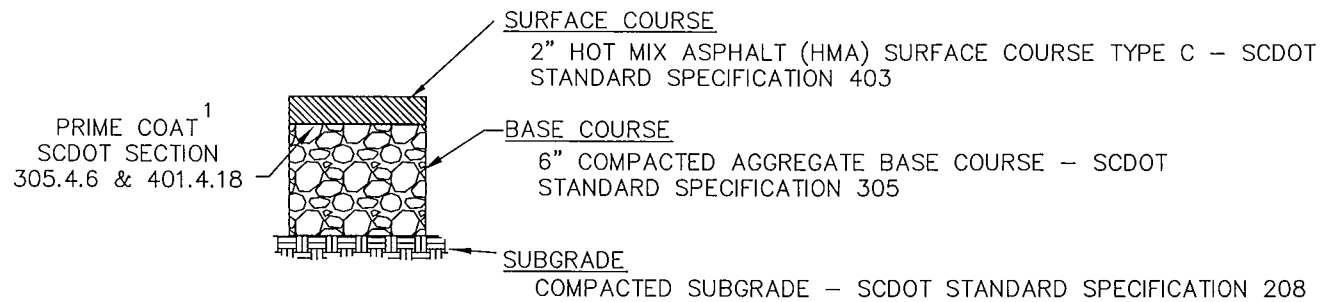 SURFACE COURSE
2" HOT MIX ASPHALT (HMA) SURFACE COURSE TYPE C – SCDOT
STANDARD SPECIFICATION 403
PRIME COAT 1
SCDOT SECTION
305.4.6 & 401.4.18
BASE COURSE
6" COMPACTED AGGREGATE BASE COURSE – SCDOT
STANDARD SPECIFICATION 305
SUBGRADE
COMPACTED SUBGRADE – SCDOT STANDARD SPECIFICATION 208